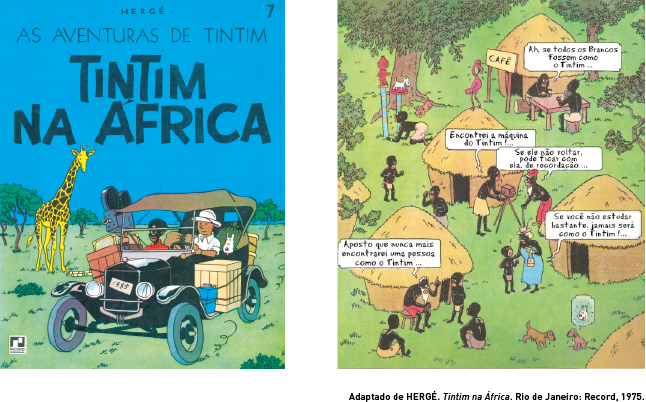 · HERGÉ ·
7
AS AVENTURAS DE TINTIM
TINTIM
NA ÁFRICA
1985
RECORD
CAFÉ
Ah, se todos os Brancos
fossem como
o Tintim ...
Encontrei a máquina
do Tintim !...
Se ele não voltar,
pode ficar com
ela, de recordação ...
Se você não estudar
bastante, jamais será
como o Tintim !...
Aposto que nunca mais
encontrarei uma pessoa
como o Tintim ...
Adaptado de HERGÉ. Tintim na África. Rio de Janeiro: Record, 1975.